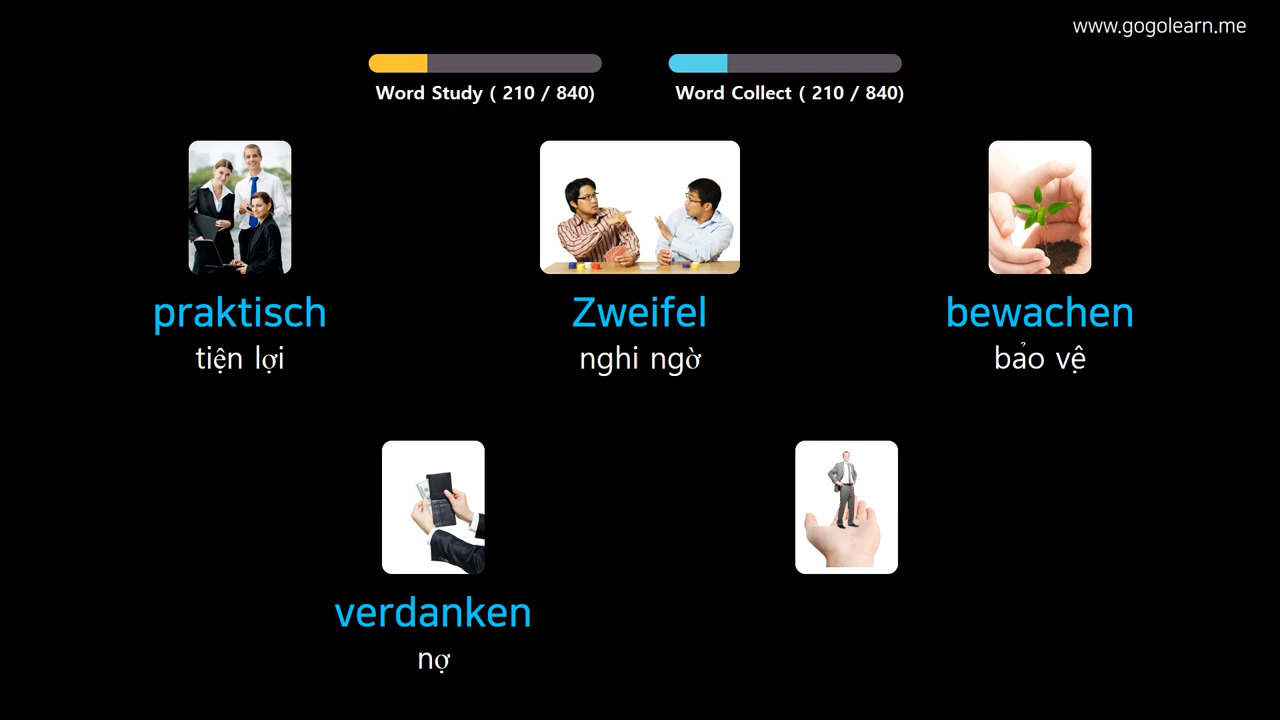 www.gogolearn.me
Word Study ( 210 / 840)
Word Collect ( 210 / 840)
praktisch
tiện lợi
Zweifel
nghi ngờ
bewachen
bảo vệ
verdanken
nợ